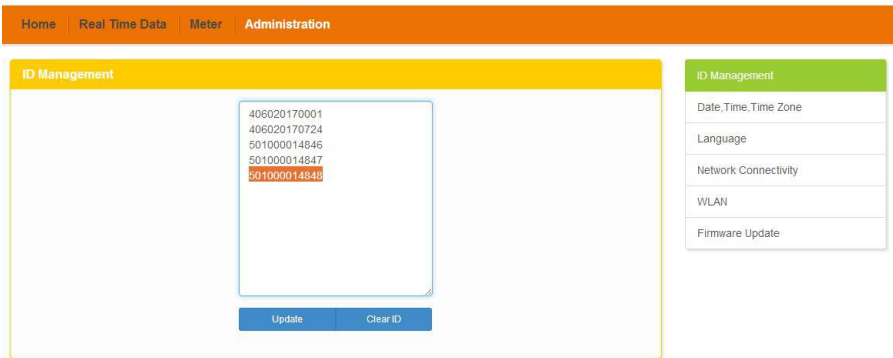 Home Real Time Data Meter Administration
ID Management
406020170001
406020170724
501000014846
501000014847
501000014848
Update Clear ID
ID Management
Date,Time,Time Zone
Language
Network Connectivity
WLAN
Firmware Update